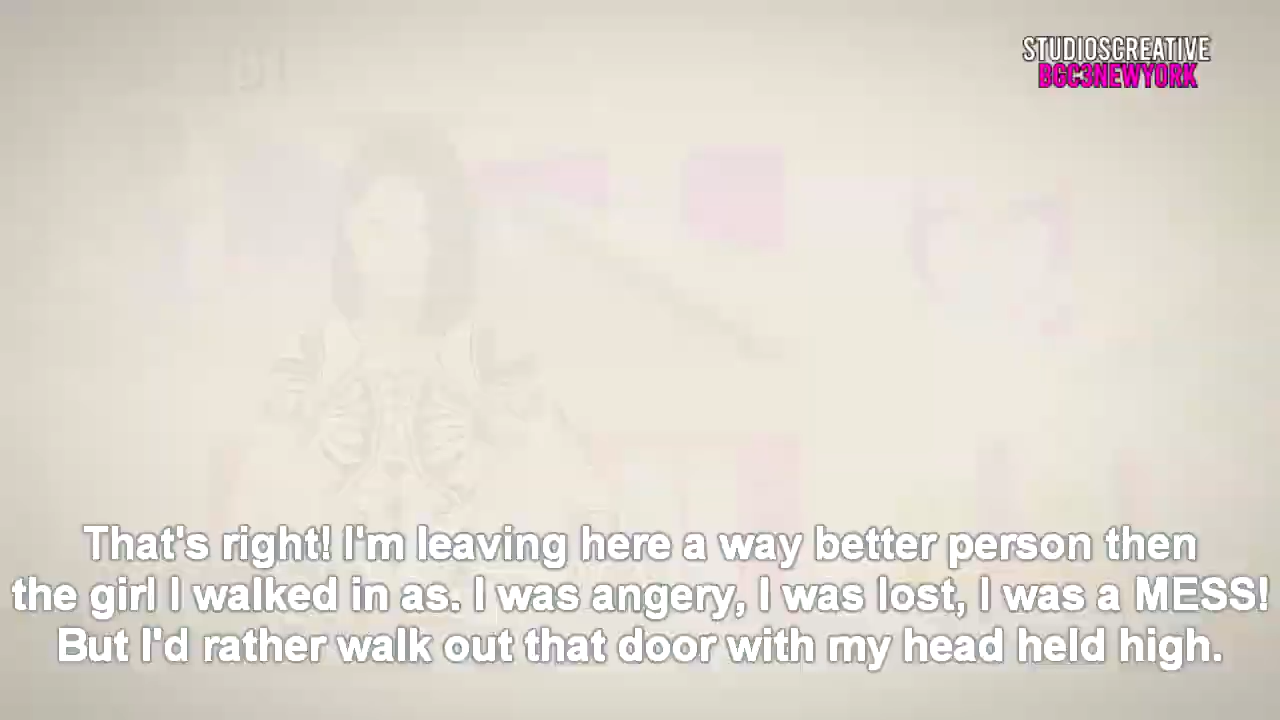 STUDIOSCREATIVE
BGC3NEWYORK
That's right! I'm leaving here a way better person then
the girl I walked in as. I was angery, I was lost, I was a MESS!
But I'd rather walk out that door with my head held high.